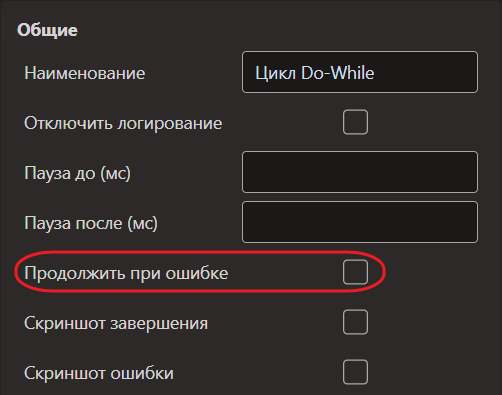 Общие
Наименование Цикл Do-While
Отключить логирование
Пауза до (мс)
Пауза после (мс)
Продолжить при ошибке
Скриншот завершения
Скриншот ошибки